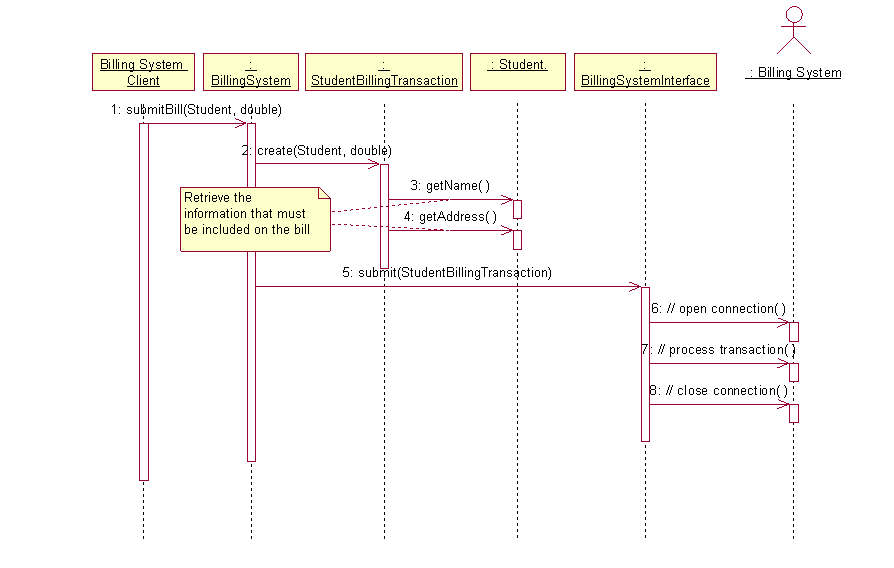 Billing System
Client
:
BillingSystem
:
StudentBillingTransaction
: Student.
:
BillingSystemInterface
: Billing System
1: submitBill(Student, double)
2: create(Student, double)
3: getName( )
Retrieve the
information that must
be included on the bill
4: getAddress( )
5: submit(StudentBillingTransaction)
6: // open connection( )
7: // process transaction( )
8: // close connection( )